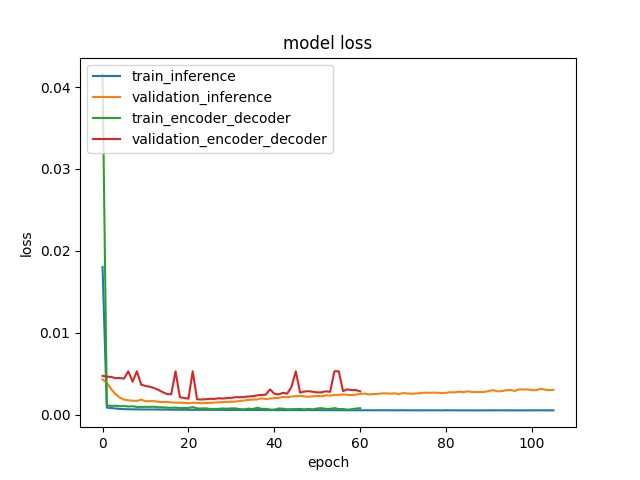 model loss
train_inference
validation_inference
train_encoder_decoder
validation_encoder_decoder
0.04
0.03
0.02
0.01
0.00
loss
0 20 40 60 80 100
epoch